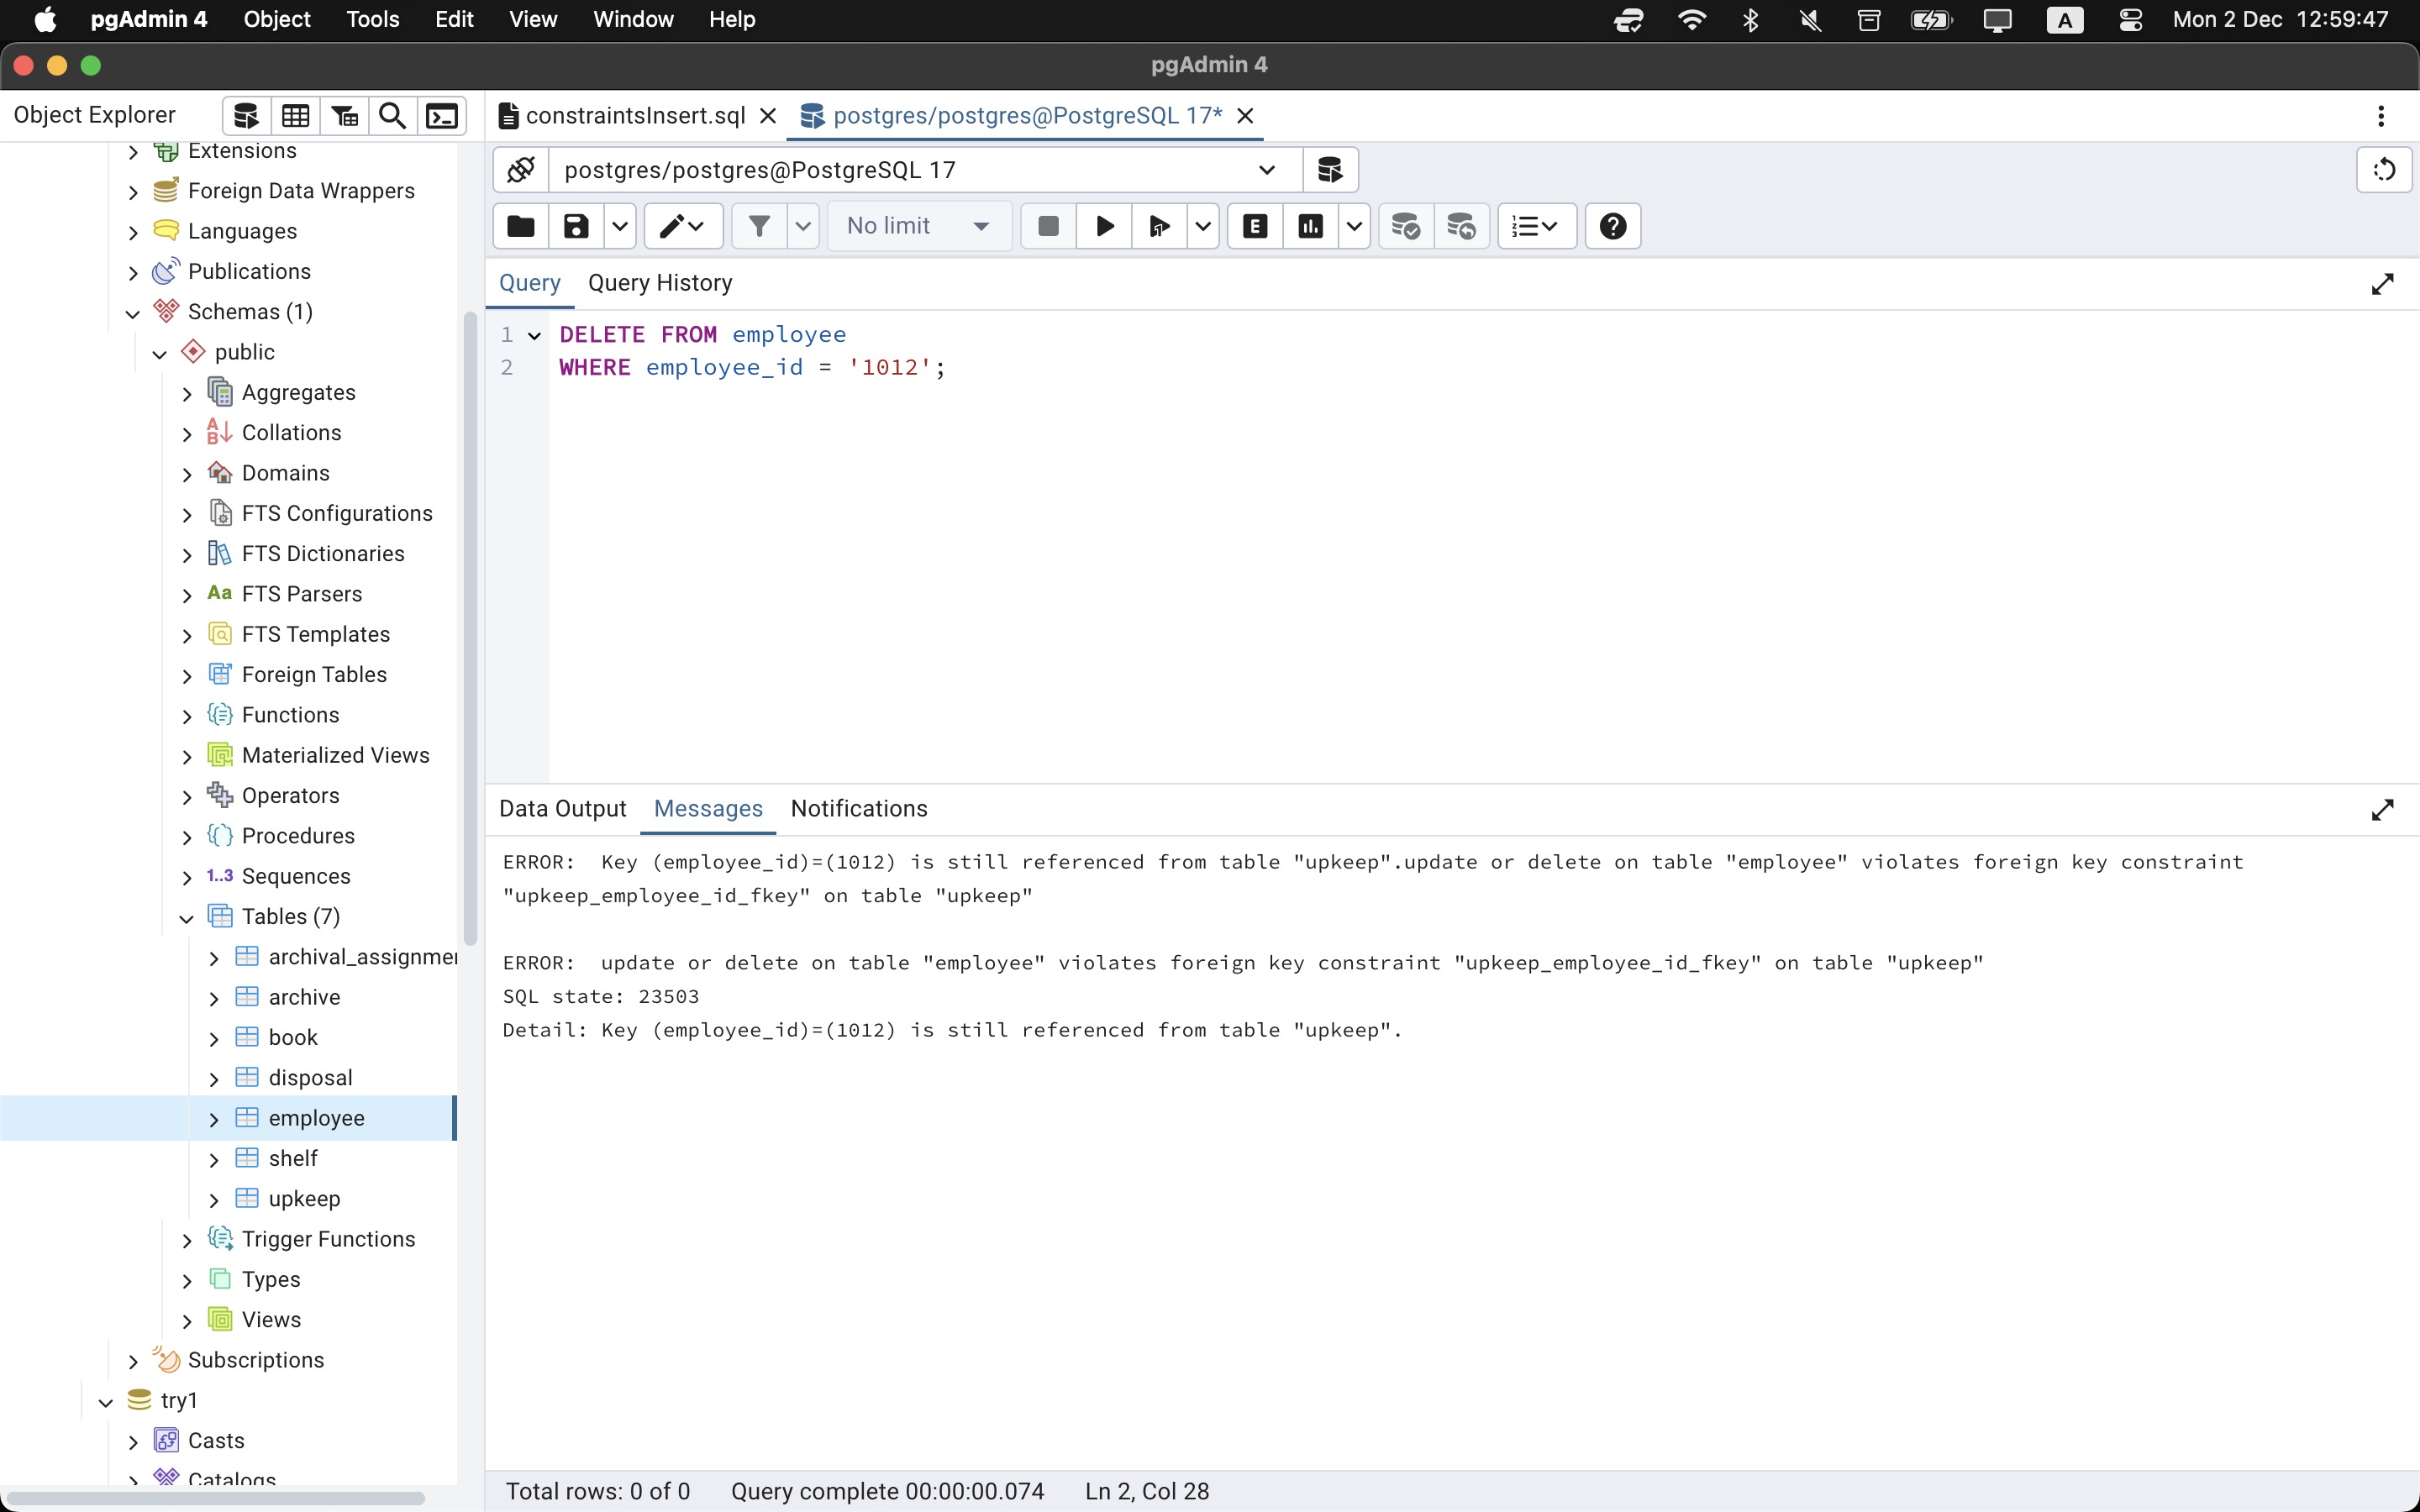 pgAdmin 4 Object Tools Edit View Window Help A Mon 2 Dec 12:59:47
pgAdmin 4
Object Explorer
constraintsInsert.sql
postgres/postgres@PostgreSQL 17*
postgres/postgres@PostgreSQL 17
No limit
E
Query Query History
1 DELETE FROM employee
2 WHERE employee_id = '1012';
Extensions
Foreign Data Wrappers
Languages
Publications
Schemas (1)
public
Aggregates
Collations
Domains
FTS Configurations
FTS Dictionaries
Aa FTS Parsers
FTS Templates
Foreign Tables
Functions
Materialized Views
Operators
Procedures
1..3 Sequences
Tables (7)
archival_assignme
archive
book
disposal
employee
shelf
upkeep
Trigger Functions
Types
Views
Subscriptions
try1
Casts
Catalogs
Data Output Messages Notifications
ERROR:  Key (employee_id)=(1012) is still referenced from table "upkeep".update or delete on table "employee" violates foreign key constraint
"upkeep_employee_id_fkey" on table "upkeep"
ERROR:  update or delete on table "employee" violates foreign key constraint "upkeep_employee_id_fkey" on table "upkeep"
SQL state: 23503
Detail: Key (employee_id)=(1012) is still referenced from table "upkeep".
Total rows: 0 of 0 Query complete 00:00:00.074 Ln 2, Col 28